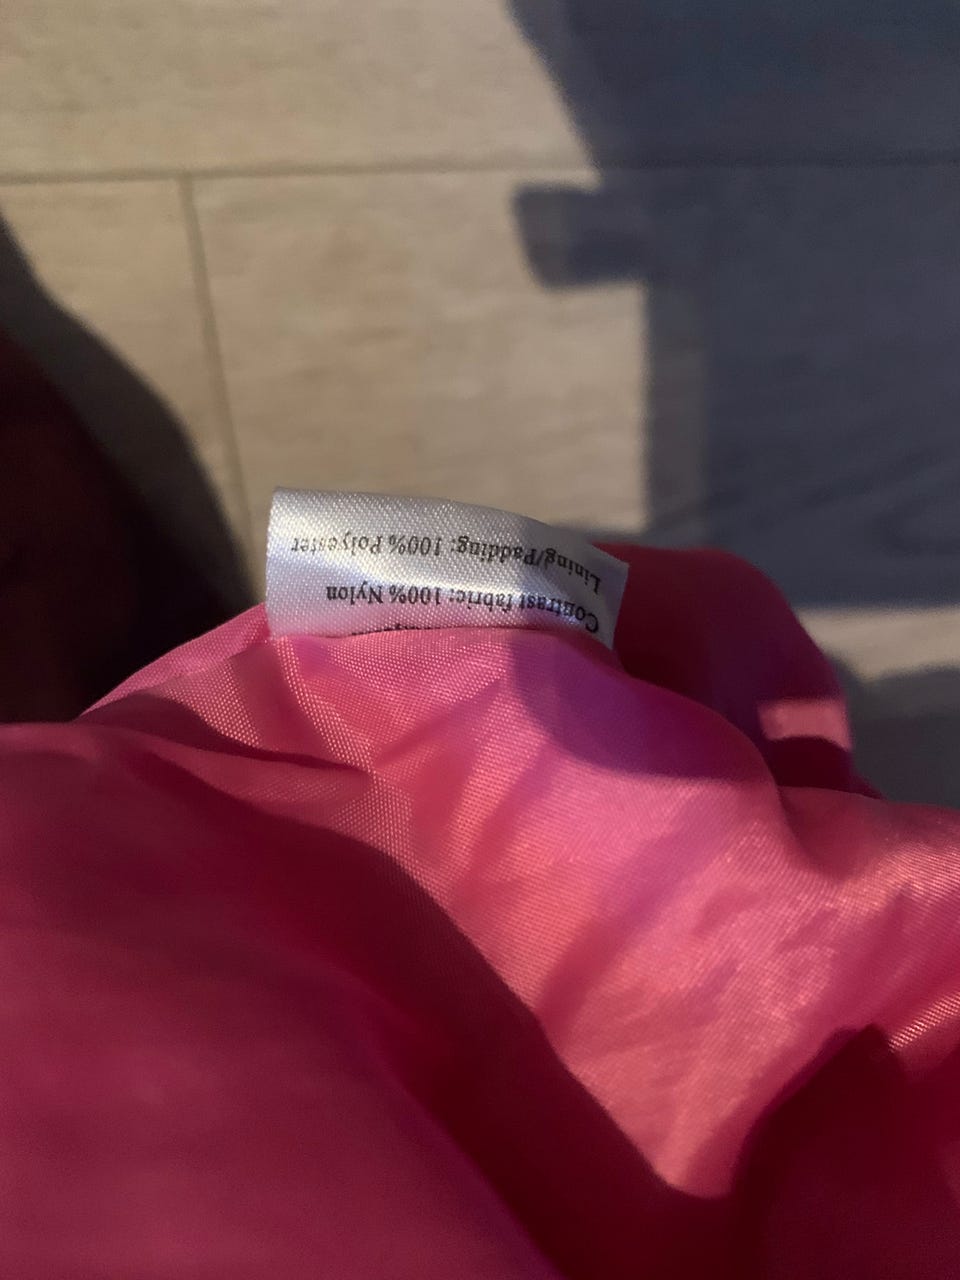 Contrast fabric: 100% Nylon
Lining/Padding: 100% Polyester